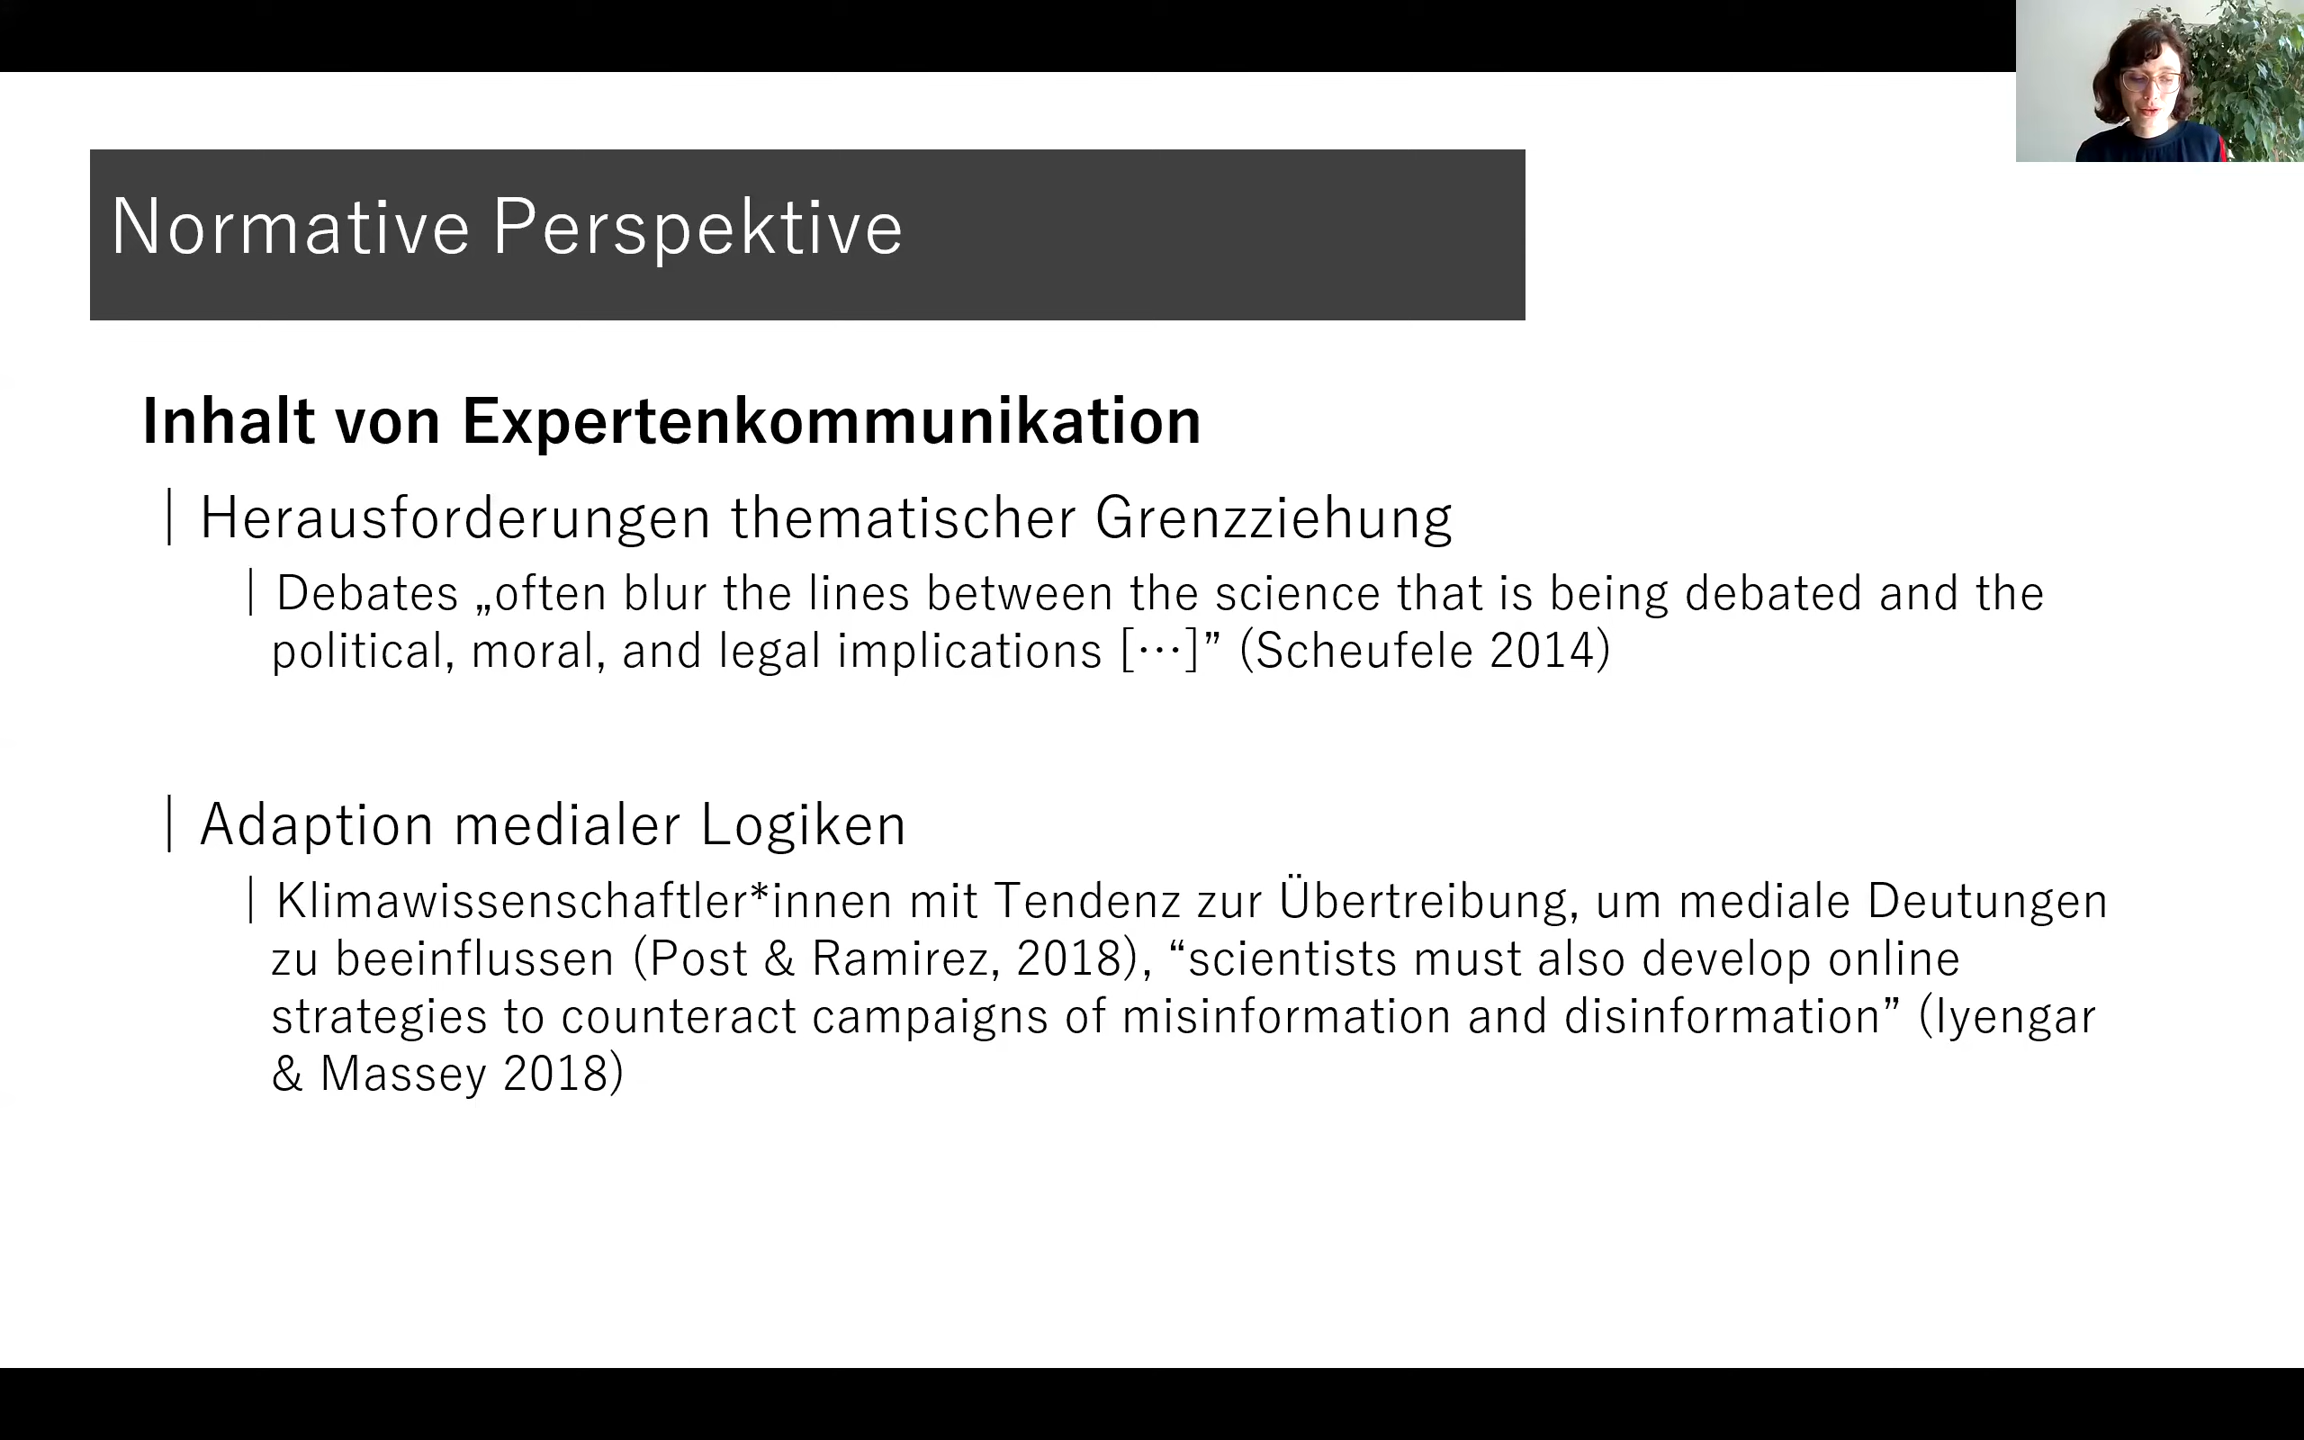 Normative Perspektive
Inhalt von Expertenkommunikation
| Herausforderungen thematischer Grenzziehung
| Debates „often blur the lines between the science that is being debated and the
political, moral, and legal implications […]” (Scheufele 2014)
| Adaption medialer Logiken
| Klimawissenschaftler*innen mit Tendenz zur Übertreibung, um mediale Deutungen
zu beeinflussen (Post & Ramirez, 2018), “scientists must also develop online
strategies to counteract campaigns of misinformation and disinformation” (Iyengar
& Massey 2018)